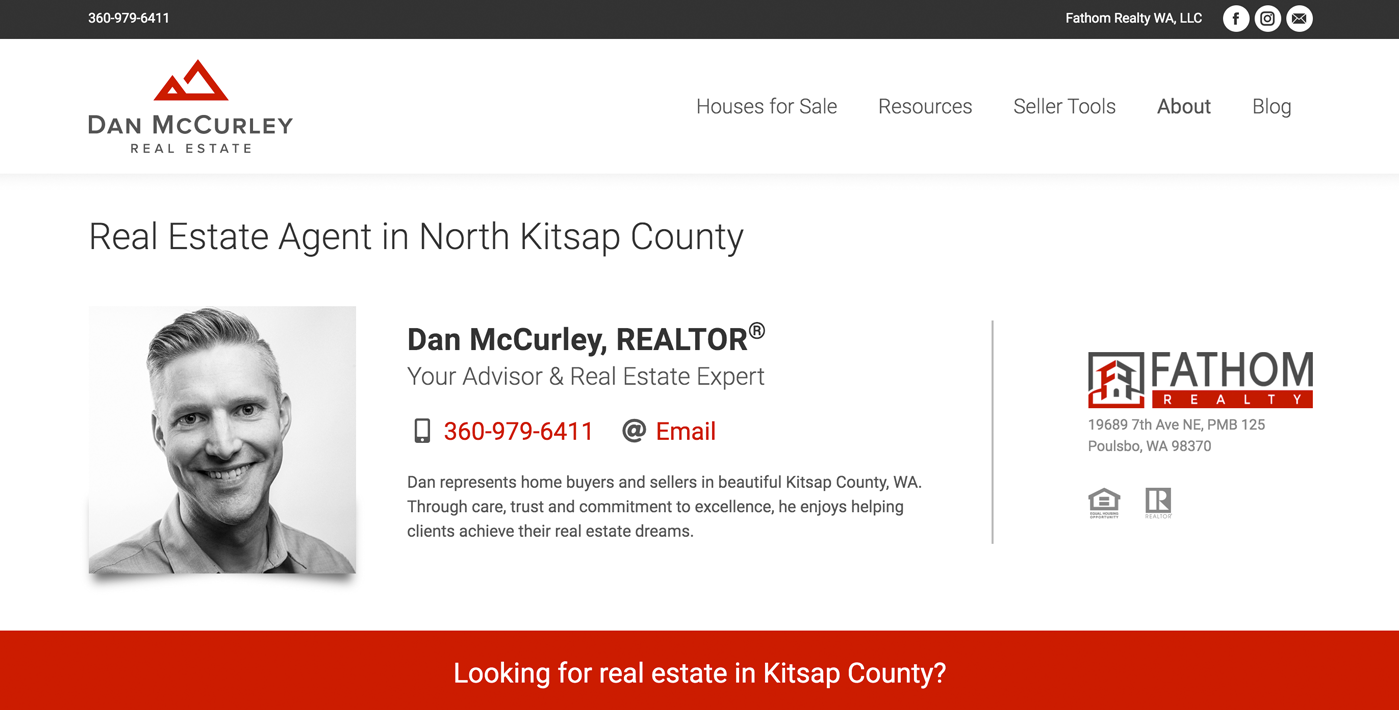 360-979-6411
Fathom Realty WA, LLC
DAN MCCURLEY
REAL ESTATE
Houses for Sale
Resources
Seller Tools
About
Blog
Real Estate Agent in North Kitsap County
Dan McCurley, REALTOR®
Your Advisor & Real Estate Expert
360-979-6411
@ Email
Dan represents home buyers and sellers in beautiful Kitsap County, WA.
Through care, trust and commitment to excellence, he enjoys helping
clients achieve their real estate dreams.
FATHOM
REALTY
19689 7th Ave NE, PMB 125
Poulsbo, WA 98370
EQUAL HOUSING
OPPORTUNITY
REALTOR
Looking for real estate in Kitsap County?